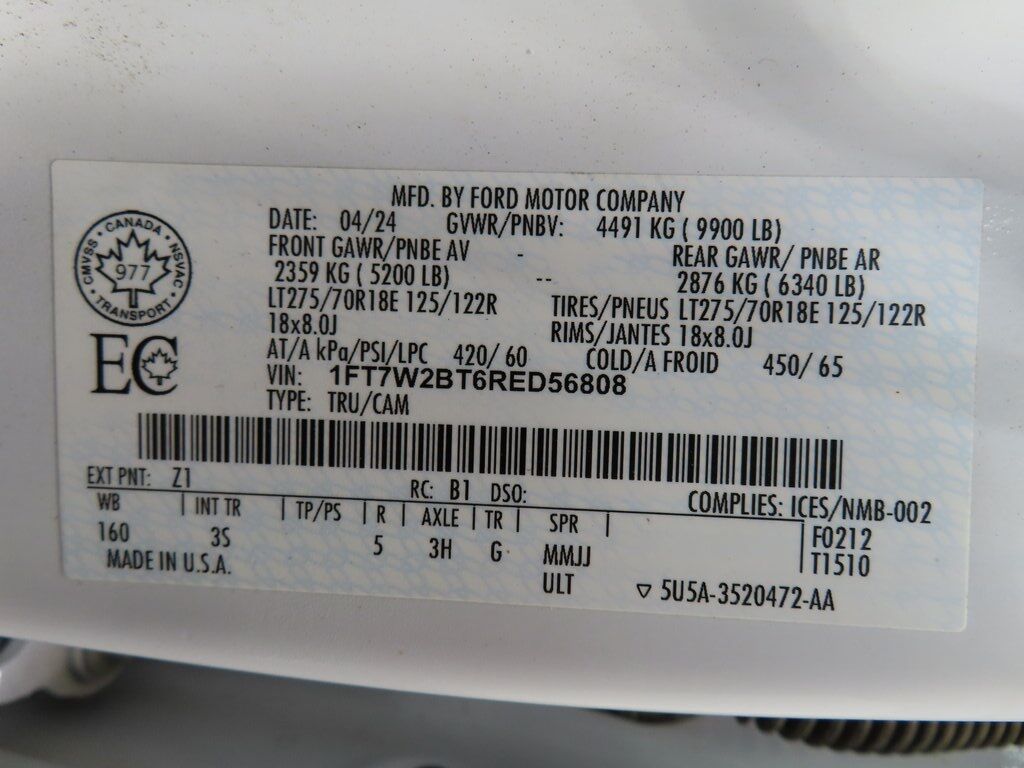 CMVSS • CANADA • NSVAC • TRANSPORT •
977
EC
MFD. BY FORD MOTOR COMPANY
DATE: 04/24 GVWR/PNBV: 4491 KG ( 9900 LB)
FRONT GAWR/PNBE AV - REAR GAWR/ PNBE AR
2359 KG ( 5200 LB) -- 2876 KG ( 6340 LB)
LT275/70R18E 125/122R TIRES/PNEUS LT275/70R18E 125/122R
18x8.0J RIMS/JANTES 18x8.0J
AT/A kPa/PSI/LPC 420/ 60 COLD/A FROID 450/ 65
VIN: 1FT7W2BT6RED56808
TYPE: TRU/CAM
EXT PNT: Z1 RC: B1 DSO: COMPLIES: ICES/NMB-002
WB | INT TR | TP/PS | R | AXLE | TR | SPR | F0212
160 3S 5 3H G MMJJ T1510
MADE IN U.S.A. ULT ▽ 5U5A-3520472-AA